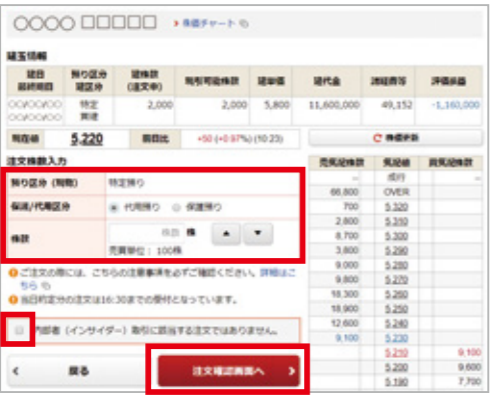 ○○○○ □□□□□ 株価チャート
建玉情報
建日 最終期日 預り区分 建区分 建株数 (注文中) 現引可能株数 建単価 建代金 諸経費等 評価損益
○○/○○/○○ 特定 2,000 2,000 5,800 11,600,000 49,152 -1,160,000
○○/○○/○○ 買建
現在値 5,220 前日比 +50 (+0.97%) (10:23) 株価更新
注文株数入力
預り区分（税務） 特定預り
保護/代用区分 代用預り 保護預り
株数 株数 株 ▲ ▼
売買単位： 100株
ご注文の際には、こちらの注意事項を必ずご確認ください。詳細はこ
ちら
当日約定分の注文は16:30までの受付となっています。
内部者（インサイダー）取引に該当する注文ではありません。
戻る 注文確認画面へ
売気配株数 気配値 買気配株数
-- 成行 --
66,800 OVER
700 5,320
2,800 5,310
8,700 5,300
3,800 5,290
9,000 5,280
9,800 5,270
18,300 5,260
18,900 5,250
12,600 5,240
9,100 5,230
5,210 9,100
5,200 9,600
5,190 7,700